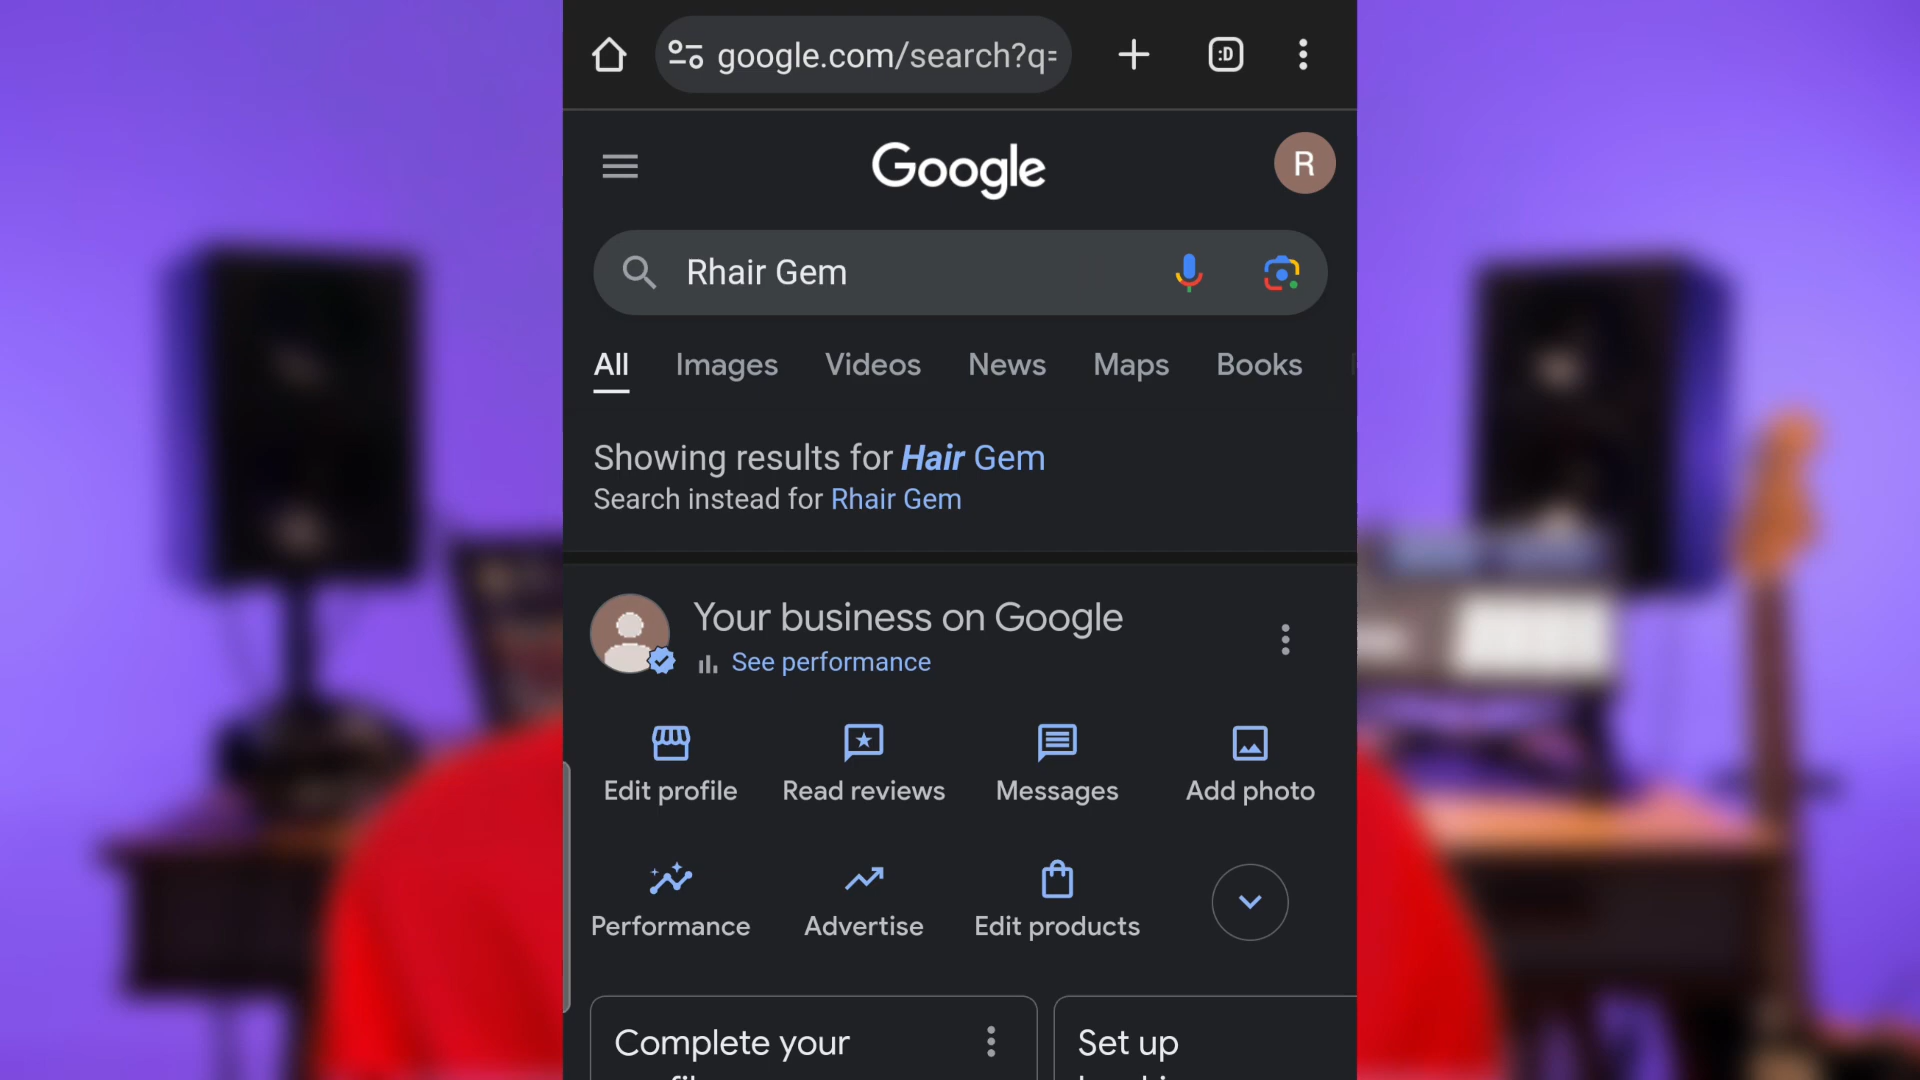 google.com/search?q=
:D
Google
R
Rhair Gem
All Images Videos News Maps Books
Showing results for Hair Gem
Search instead for Rhair Gem
Your business on Google
See performance
Edit profile Read reviews Messages Add photo
Performance Advertise Edit products
Complete your
Set up